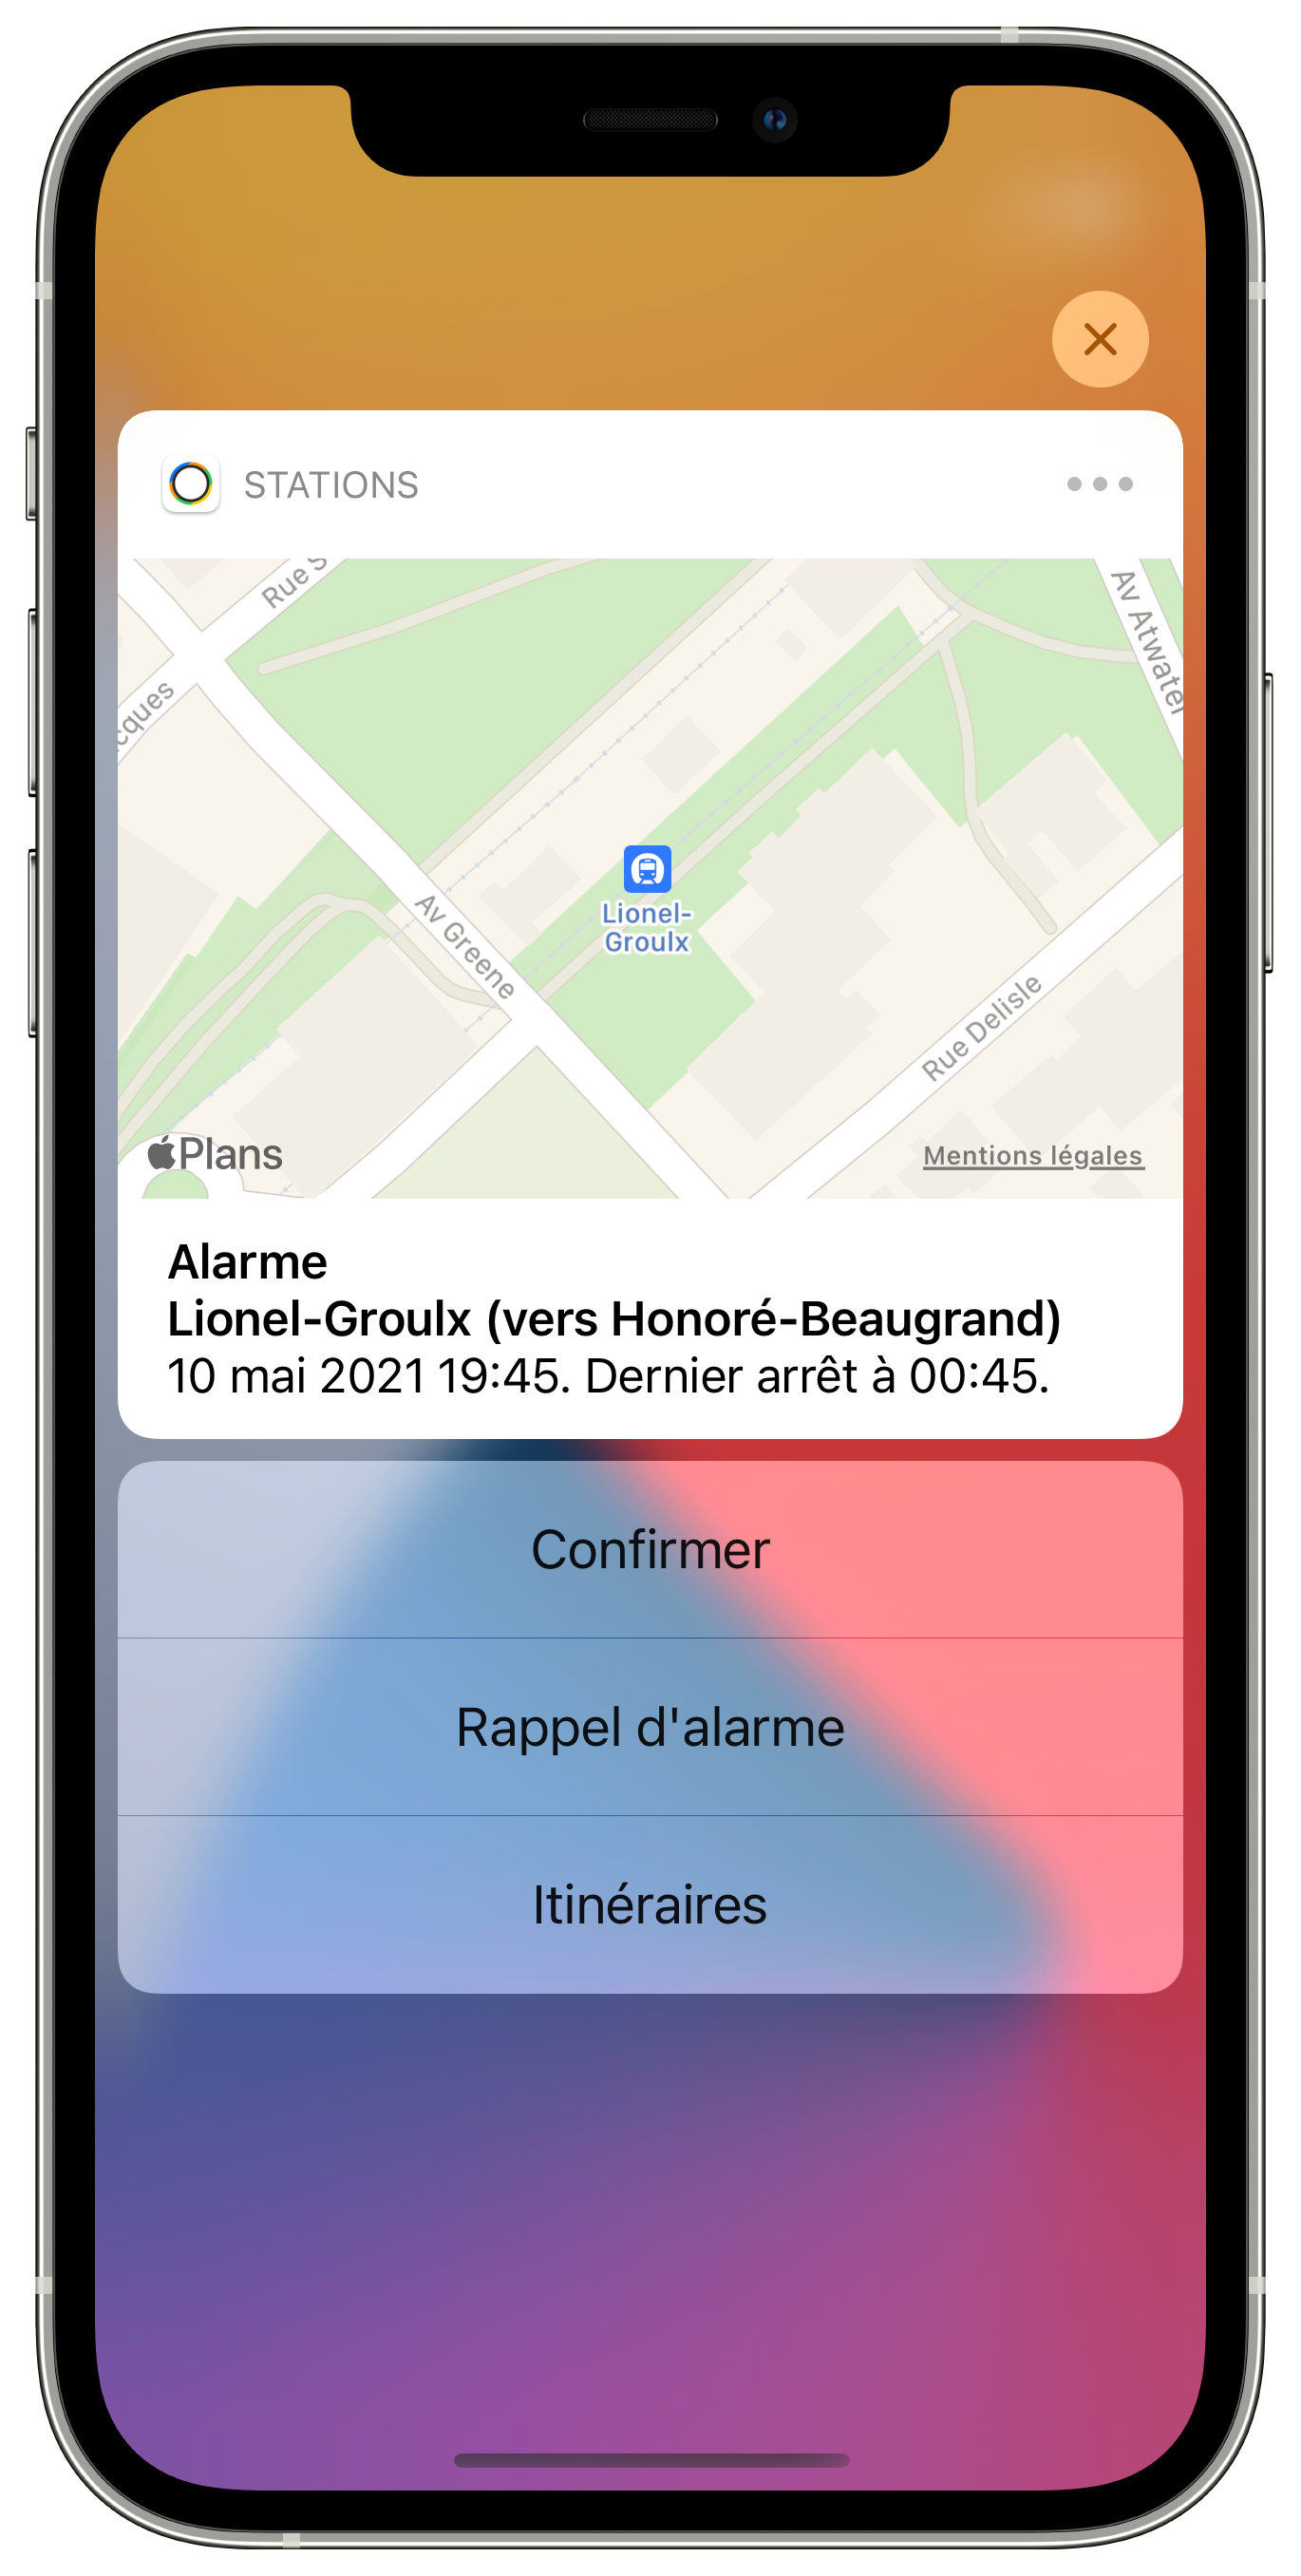 STATIONS
Rue S
Av Atwater
cques
Av Greene
Lionel-
Groulx
Rue Delisle
Plans
Mentions légales
Alarme
Lionel-Groulx (vers Honoré-Beaugrand)
10 mai 2021 19:45. Dernier arrêt à 00:45.
Confirmer
Rappel d'alarme
Itinéraires